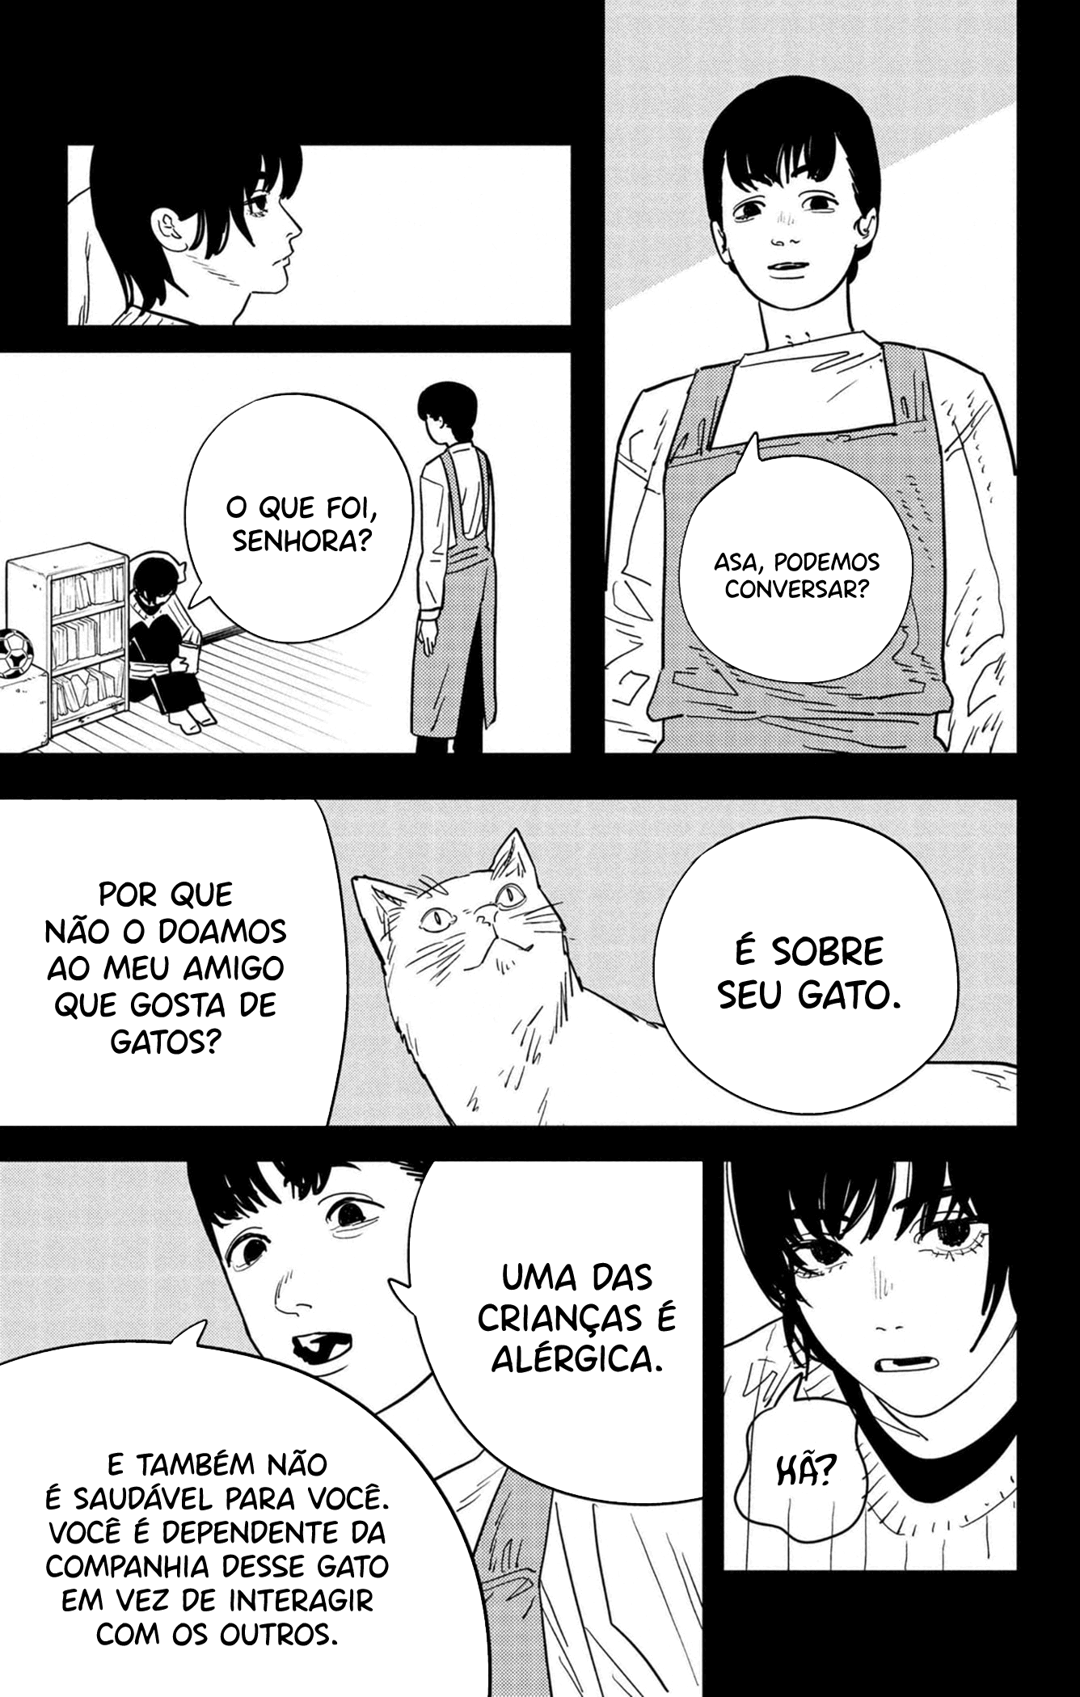 ASA, PODEMOS
CONVERSAR?
O QUE FOI,
SENHORA?
É SOBRE
SEU GATO.
POR QUE
NÃO O DOAMOS
AO MEU AMIGO
QUE GOSTA DE
GATOS?
HÃ?
UMA DAS
CRIANÇAS É
ALÉRGICA.
E TAMBÉM NÃO
É SAUDÁVEL PARA VOCÊ.
VOCÊ É DEPENDENTE DA
COMPANHIA DESSE GATO
EM VEZ DE INTERAGIR
COM OS OUTROS.